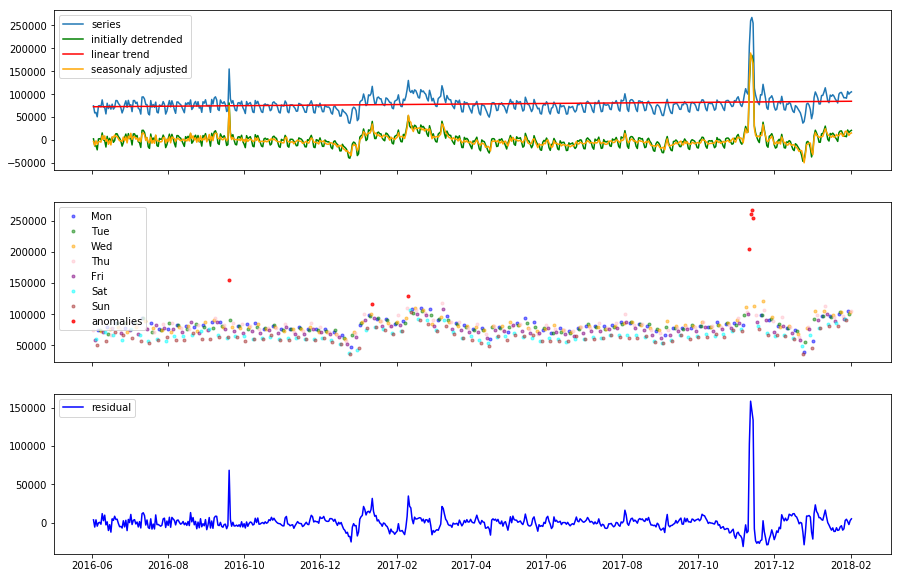 250000
200000
150000
100000
50000
0
−50000
series
initially detrended
linear trend
seasonaly adjusted
250000
200000
150000
100000
50000
Mon
Tue
Wed
Thu
Fri
Sat
Sun
anomalies
150000
100000
50000
0
residual
2016-06 2016-08 2016-10 2016-12 2017-02 2017-04 2017-06 2017-08 2017-10 2017-12 2018-02